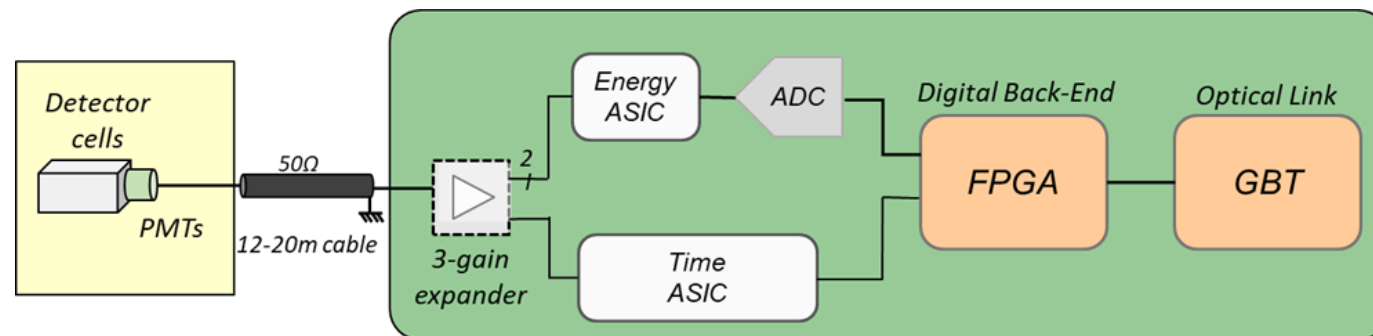 Detector
cells
PMTs
50Ω
12-20m cable
3-gain
expander
2
Energy
ASIC
ADC
Time
ASIC
Digital Back-End
FPGA
Optical Link
GBT